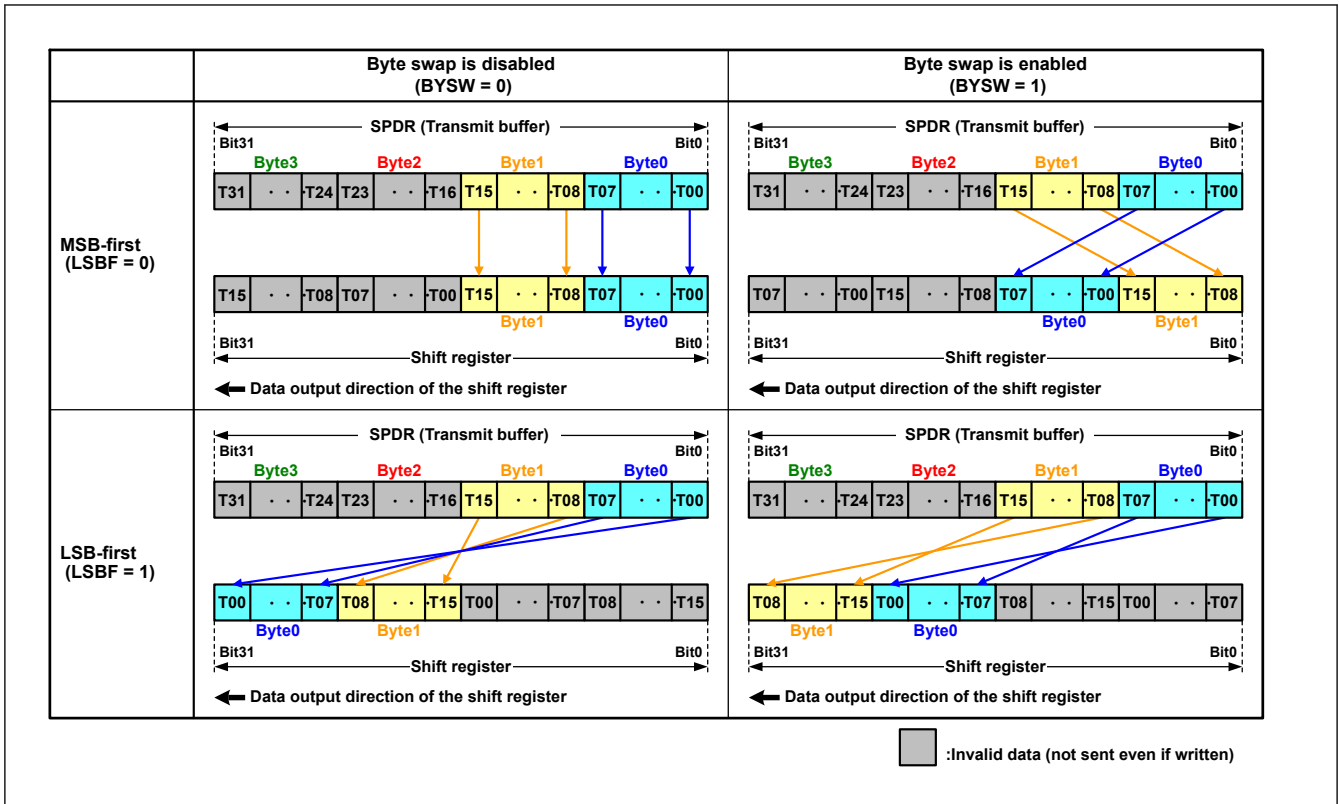 Byte swap is disabled
(BYSW = 0)
Byte swap is enabled
(BYSW = 1)
MSB-first
(LSBF = 0)
SPDR (Transmit buffer)
Bit31 Bit0
Byte3 Byte2 Byte1 Byte0
T31 · · ·T24 T23 · · ·T16 T15 · · ·T08 T07 · · ·T00
T15 · · ·T08 T07 · · ·T00 T15 · · ·T08 T07 · · ·T00
Byte1 Byte0
Bit31 Bit0
Shift register
Data output direction of the shift register
SPDR (Transmit buffer)
Bit31 Bit0
Byte3 Byte2 Byte1 Byte0
T31 · · ·T24 T23 · · ·T16 T15 · · ·T08 T07 · · ·T00
T07 · · ·T00 T15 · · ·T08 T07 · · ·T00 T15 · · ·T08
Byte0 Byte1
Bit31 Bit0
Shift register
Data output direction of the shift register
LSB-first
(LSBF = 1)
SPDR (Transmit buffer)
Bit31 Bit0
Byte3 Byte2 Byte1 Byte0
T31 · · ·T24 T23 · · ·T16 T15 · · ·T08 T07 · · ·T00
T00 · · ·T07 T08 · · ·T15 T00 · · ·T07 T08 · · ·T15
Byte0 Byte1
Bit31 Bit0
Shift register
Data output direction of the shift register
SPDR (Transmit buffer)
Bit31 Bit0
Byte3 Byte2 Byte1 Byte0
T31 · · ·T24 T23 · · ·T16 T15 · · ·T08 T07 · · ·T00
T08 · · ·T15 T00 · · ·T07 T08 · · ·T15 T00 · · ·T07
Byte1 Byte0
Bit31 Bit0
Shift register
Data output direction of the shift register
:Invalid data (not sent even if written)